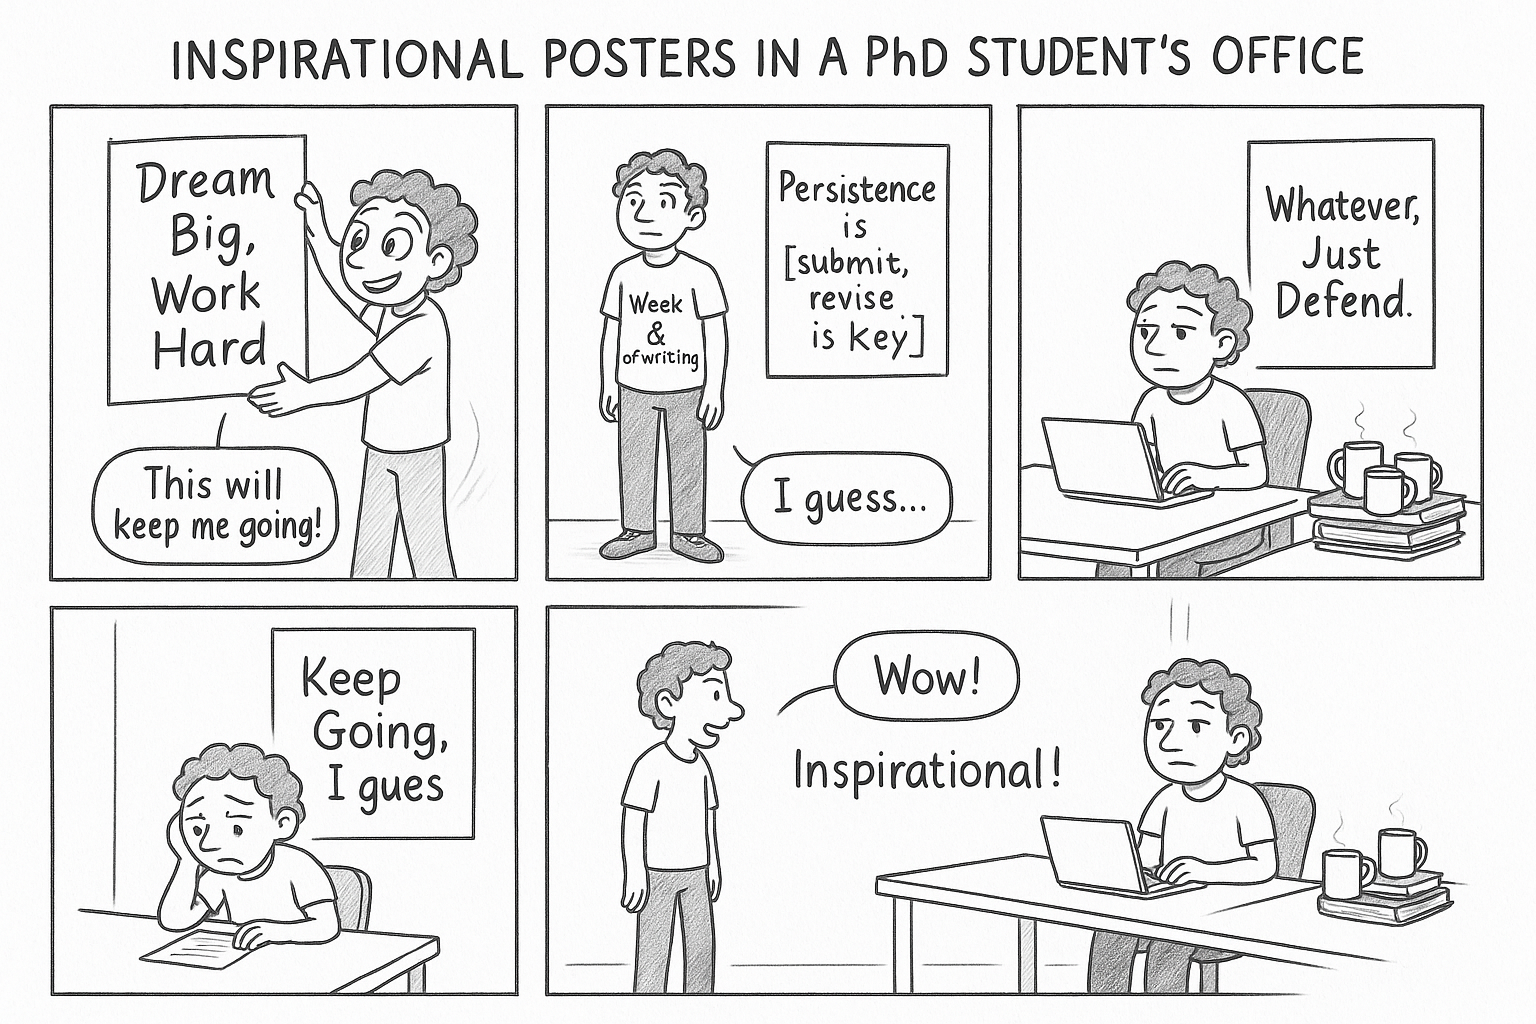 INSPIRATIONAL POSTERS IN A PhD STUDENT'S OFFICE
Dream
Big,
Work
Hard
This will
keep me going!
Week
&
of writing
Persistence
is
[submit,
revise
is key]
I guess...
Whatever,
Just
Defend.
Keep
Going,
I gues
Wow!
Inspirational!